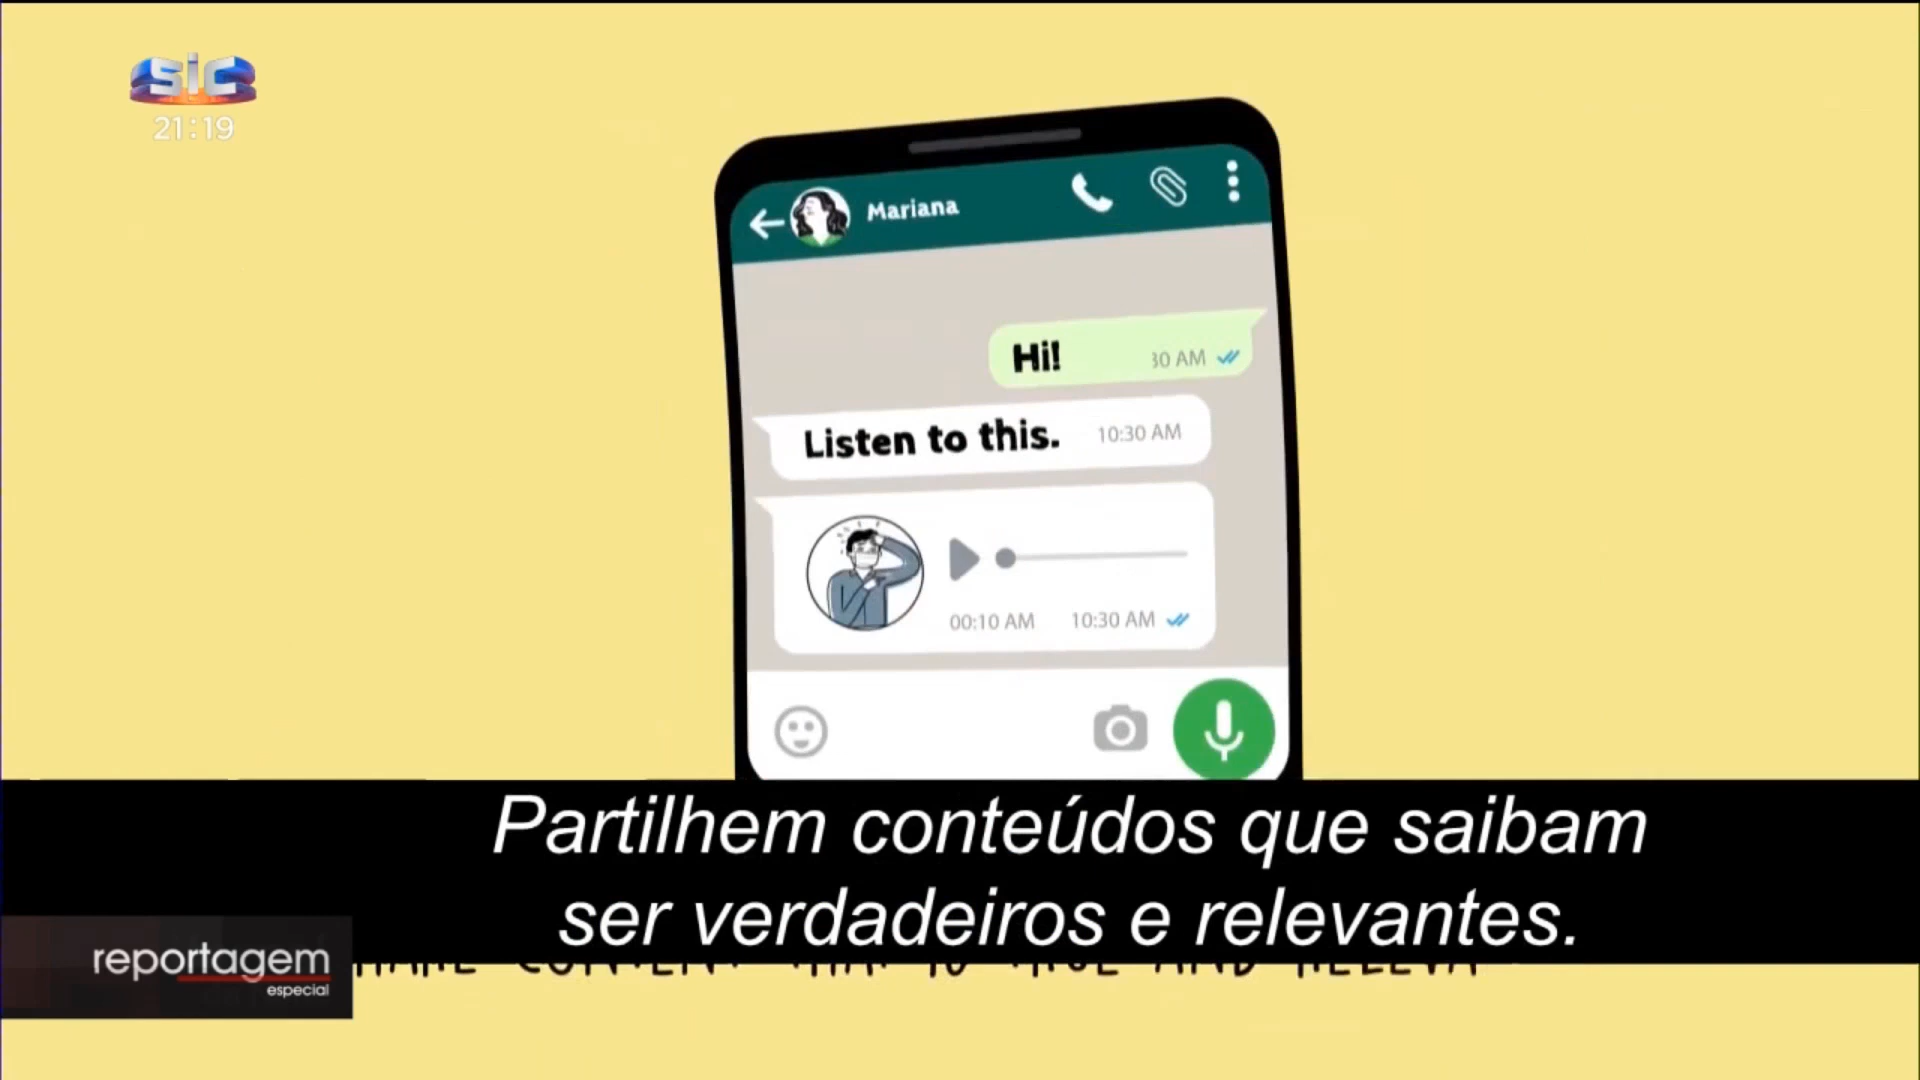 sic
21:19
Mariana
Hi!
30 AM
Listen to this.
10:30 AM
00:10 AM
10:30 AM
Partilhem conteúdos que saibam
ser verdadeiros e relevantes.
reportagem
especial